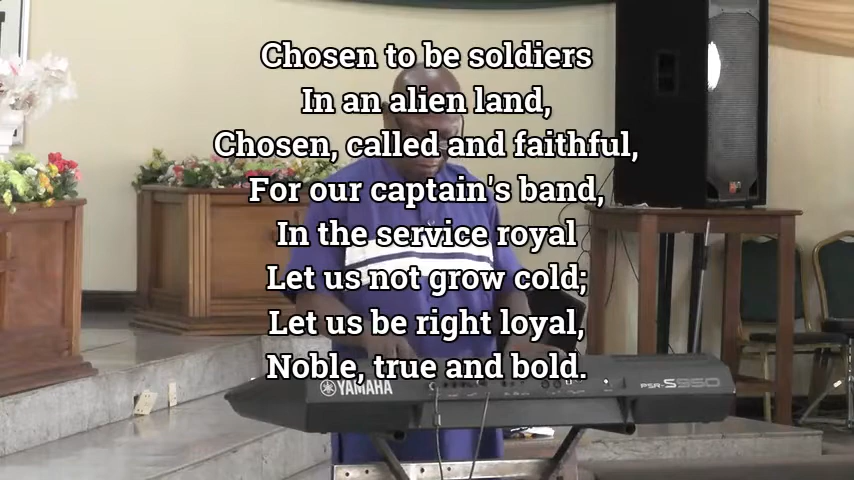 Chosen to be soldiers
In an alien land,
Chosen, called and faithful,
For our captain's band,
In the service royal
Let us not grow cold;
Let us be right loyal,
Noble, true and bold.
YAMAHA PSR-S950